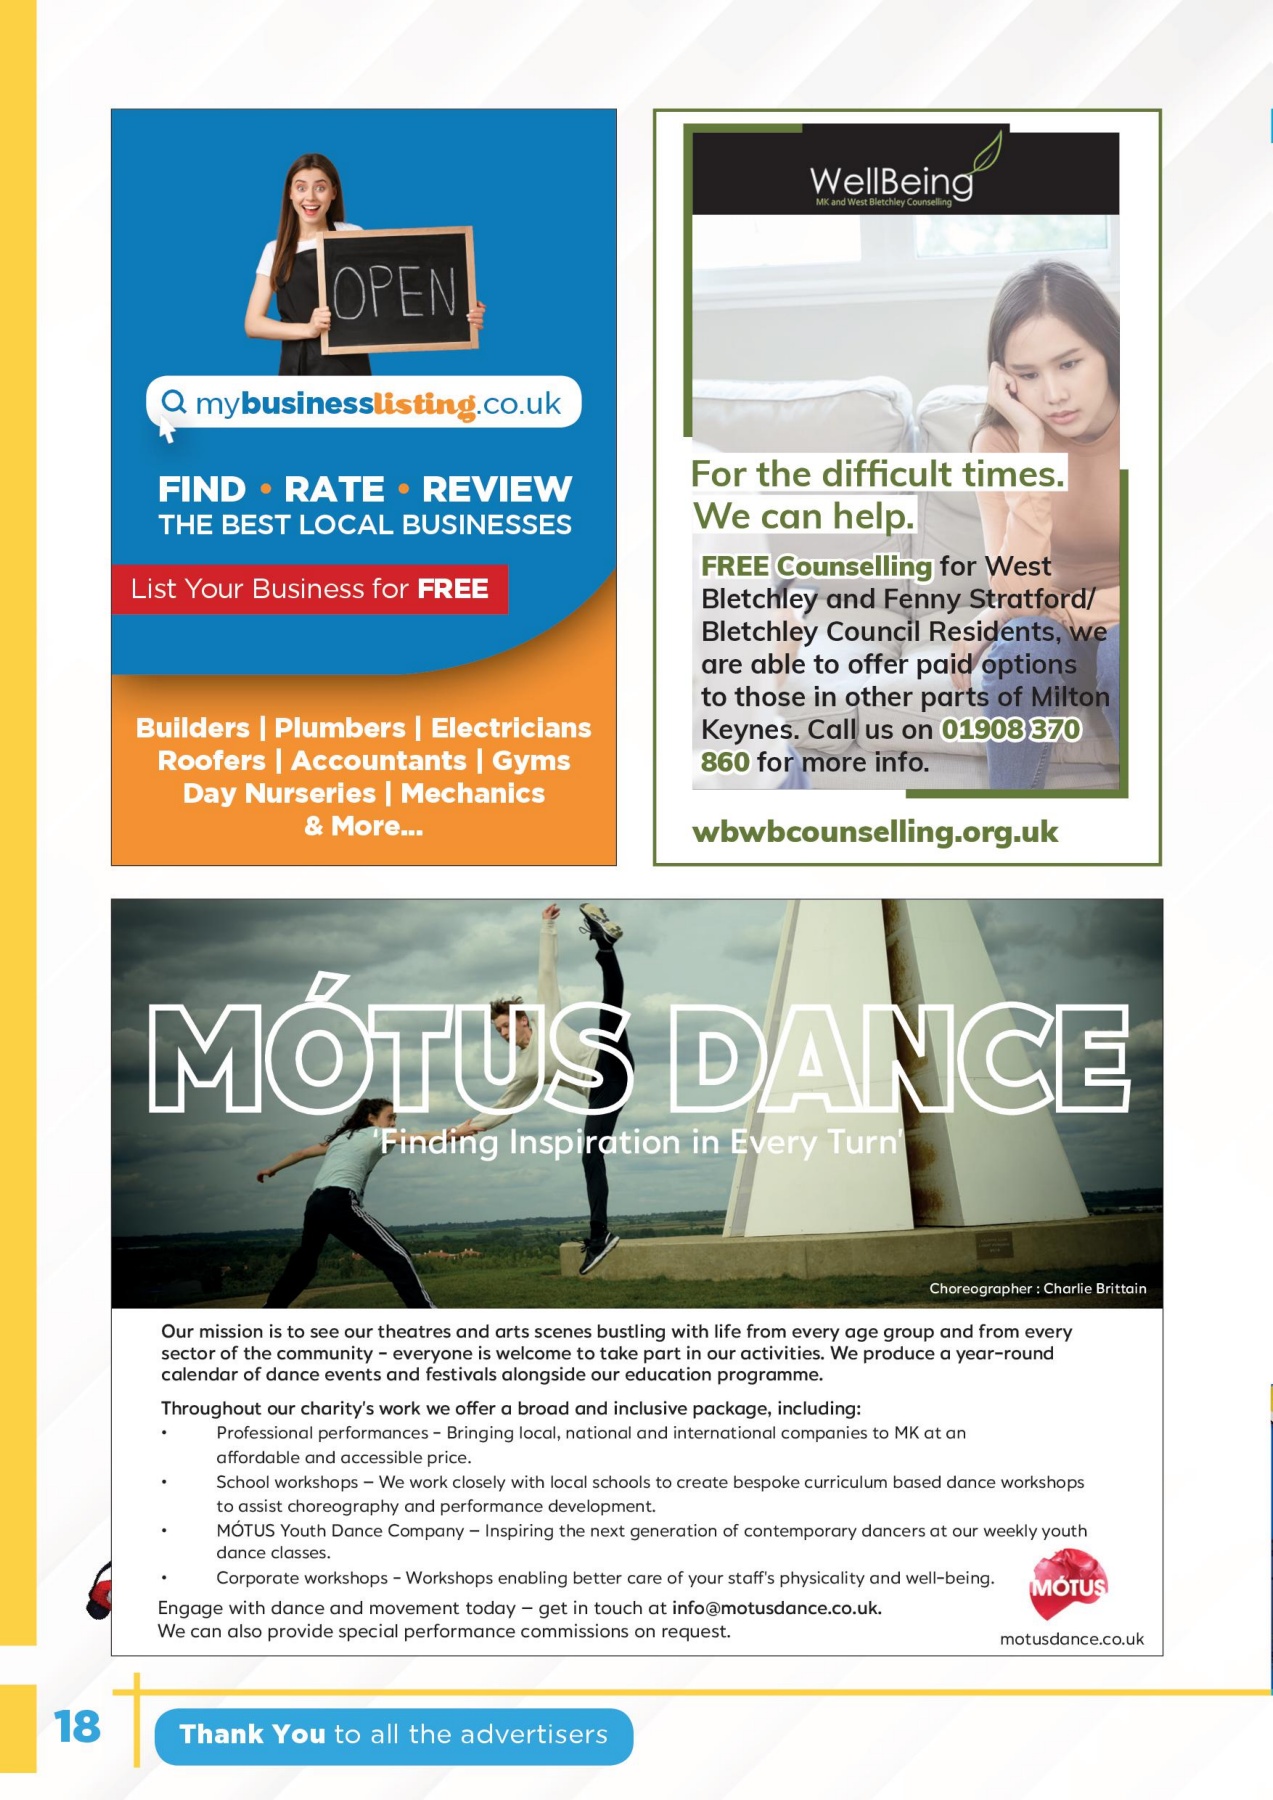 OPEN
mybusinesslisting.co.uk
FIND • RATE • REVIEW
THE BEST LOCAL BUSINESSES
List Your Business for FREE
Builders | Plumbers | Electricians
Roofers | Accountants | Gyms
Day Nurseries | Mechanics
& More...
WellBeing
MK and West Bletchley Counselling
For the difficult times.
We can help.
FREE Counselling for West
Bletchley and Fenny Stratford/
Bletchley Council Residents, we
are able to offer paid options
to those in other parts of Milton
Keynes. Call us on 01908 370
860 for more info.
wbwbcounselling.org.uk
MÓTUS DANCE
'Finding Inspiration in Every Turn'
Choreographer : Charlie Brittain
Our mission is to see our theatres and arts scenes bustling with life from every age group and from every
sector of the community - everyone is welcome to take part in our activities. We produce a year-round
calendar of dance events and festivals alongside our education programme.
Throughout our charity's work we offer a broad and inclusive package, including:
• Professional performances - Bringing local, national and international companies to MK at an
affordable and accessible price.
• School workshops – We work closely with local schools to create bespoke curriculum based dance workshops
to assist choreography and performance development.
• MÓTUS Youth Dance Company – Inspiring the next generation of contemporary dancers at our weekly youth
dance classes.
• Corporate workshops - Workshops enabling better care of your staff's physicality and well-being.
Engage with dance and movement today – get in touch at info@motusdance.co.uk.
We can also provide special performance commissions on request.
MÓTUS
motusdance.co.uk
18
Thank You to all the advertisers